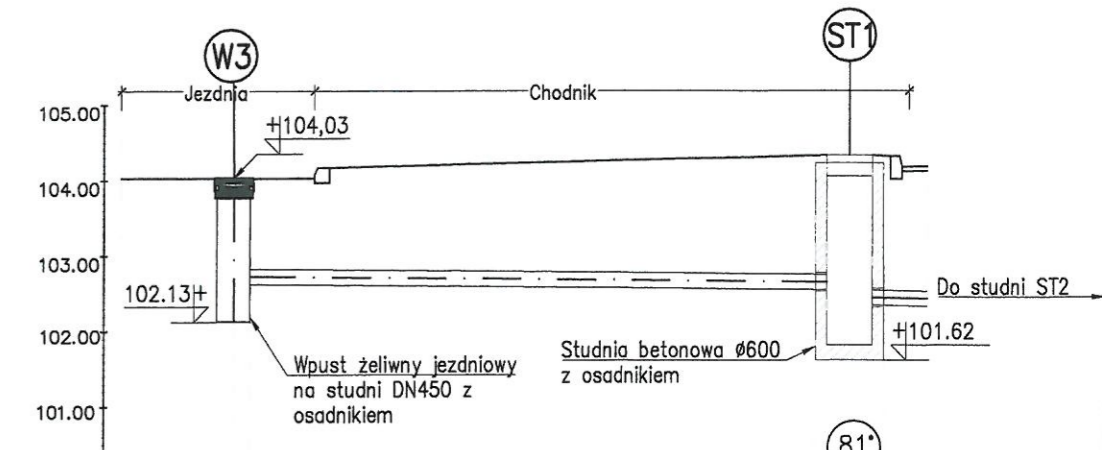 W3
ST1
Jezdnia
Chodnik
105.00
+104,03
104.00
103.00
102.13+
Do studni ST2
102.00
+101.62
Studnia betonowa ø600
z osadnikiem
Wpust żeliwny jezdniowy
na studni DN450 z
osadnikiem
101.00
81°